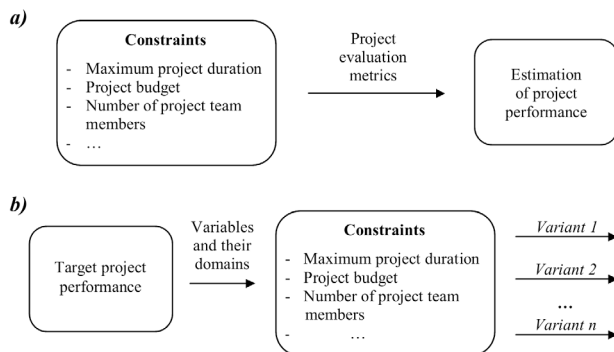 a)
Constraints
- Maximum project duration
- Project budget
- Number of project team
members
- …
Project
evaluation
metrics
Estimation
of project
performance
b)
Target project
performance
Variables
and their
domains
Constraints
- Maximum project duration
- Project budget
- Number of project team
members
- …
Variant 1
Variant 2
...
Variant n